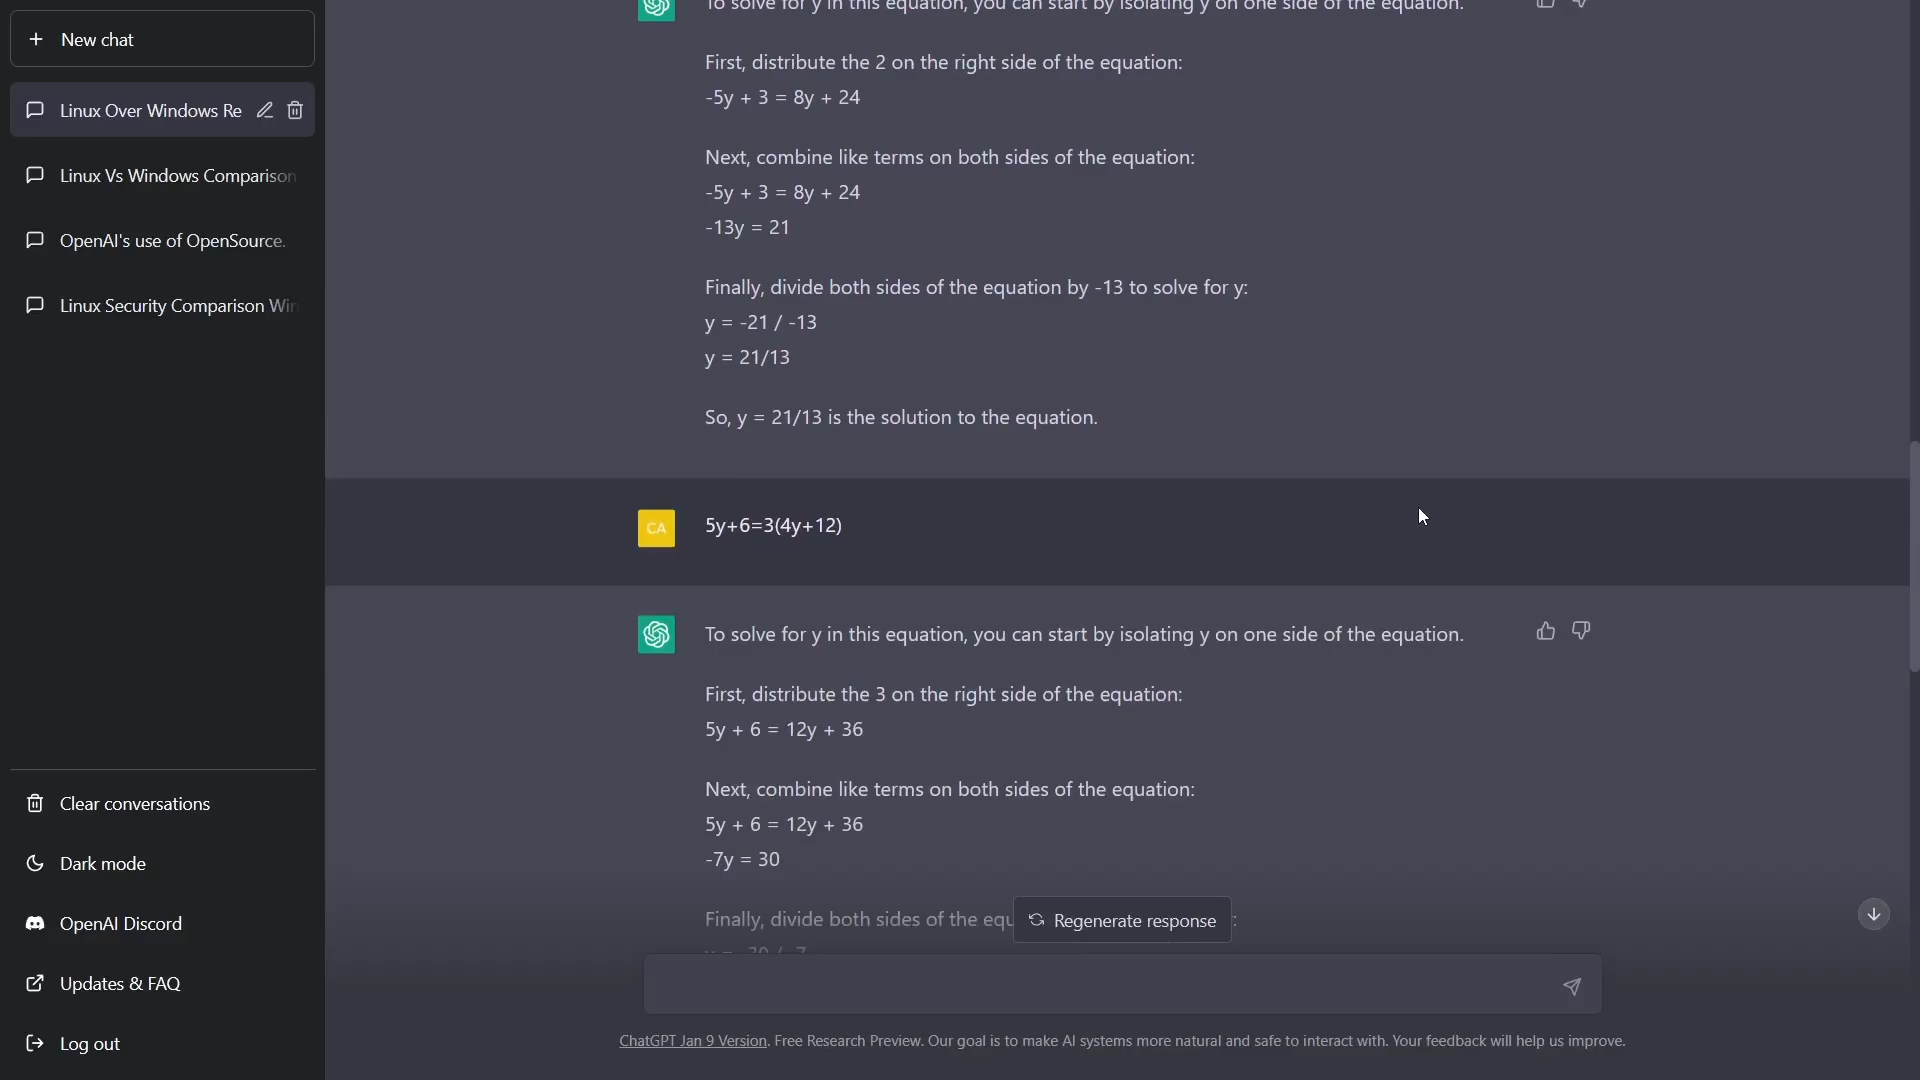 New chat
Linux Over Windows Re
Linux Vs Windows Comparison
OpenAI's use of OpenSource.
Linux Security Comparison Win
Clear conversations
Dark mode
OpenAI Discord
Updates & FAQ
Log out
To solve for y in this equation, you can start by isolating y on one side of the equation.
First, distribute the 2 on the right side of the equation:
-5y + 3 = 8y + 24
Next, combine like terms on both sides of the equation:
-5y + 3 = 8y + 24
-13y = 21
Finally, divide both sides of the equation by -13 to solve for y:
y = -21 / -13
y = 21/13
So, y = 21/13 is the solution to the equation.
CA
5y+6=3(4y+12)
To solve for y in this equation, you can start by isolating y on one side of the equation.
First, distribute the 3 on the right side of the equation:
5y + 6 = 12y + 36
Next, combine like terms on both sides of the equation:
5y + 6 = 12y + 36
-7y = 30
Finally, divide both sides of the equ
Regenerate response
ChatGPT Jan 9 Version. Free Research Preview. Our goal is to make AI systems more natural and safe to interact with. Your feedback will help us improve.